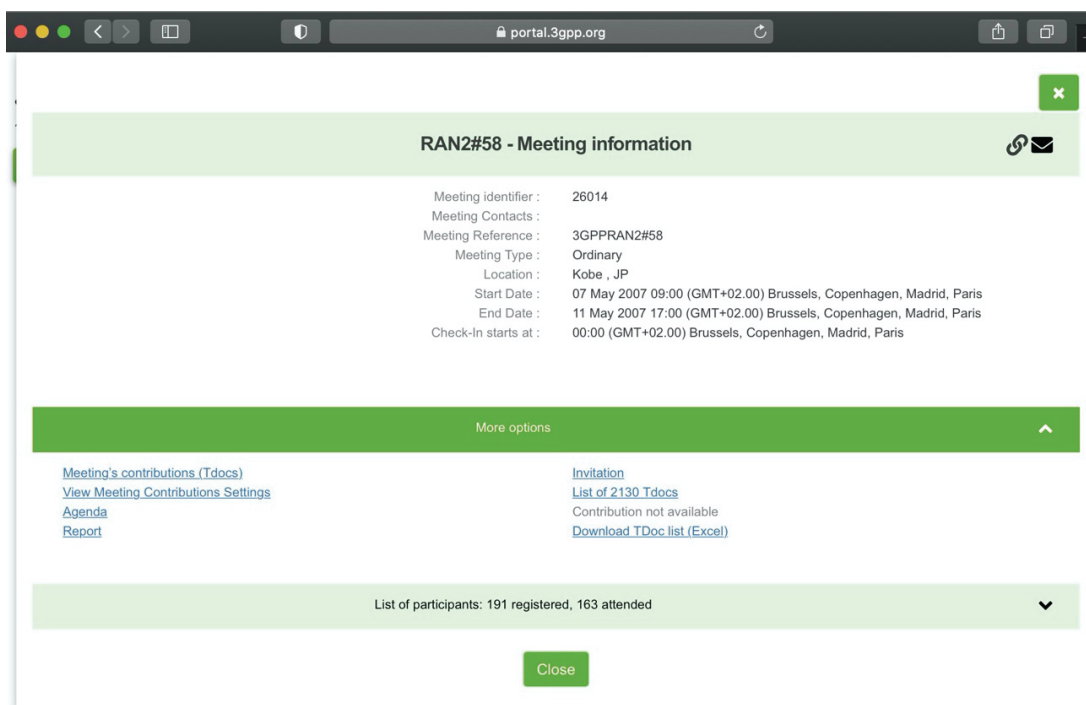 portal.3gpp.org
RAN2#58 - Meeting information
Meeting identifier : 26014
Meeting Contacts :
Meeting Reference : 3GPPRAN2#58
Meeting Type : Ordinary
Location : Kobe , JP
Start Date : 07 May 2007 09:00 (GMT+02.00) Brussels, Copenhagen, Madrid, Paris
End Date : 11 May 2007 17:00 (GMT+02.00) Brussels, Copenhagen, Madrid, Paris
Check-In starts at : 00:00 (GMT+02.00) Brussels, Copenhagen, Madrid, Paris
More options
Meeting's contributions (Tdocs) Invitation
View Meeting Contributions Settings List of 2130 Tdocs
Agenda Contribution not available
Report Download TDoc list (Excel)
List of participants: 191 registered, 163 attended
Close